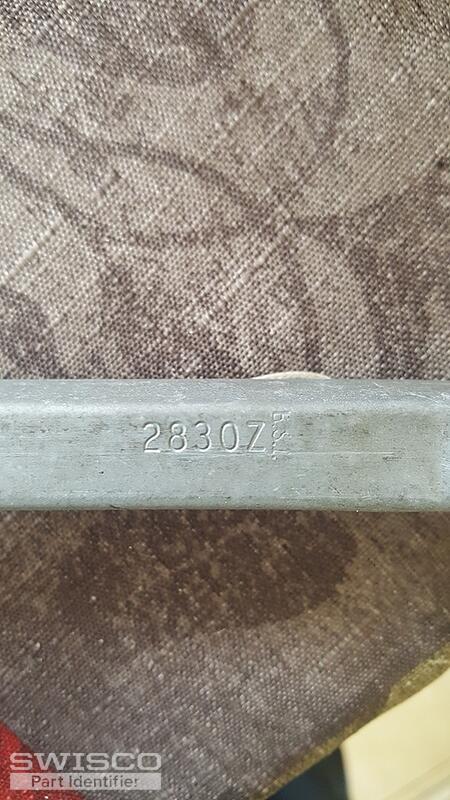 2830Z
SWISCO
Part Identifier